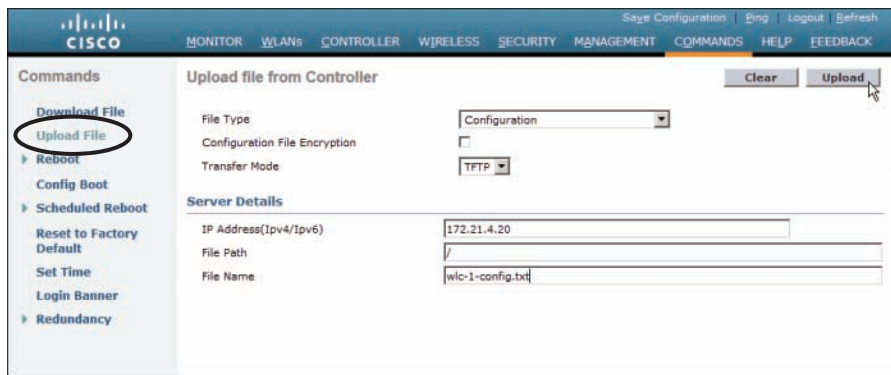 Save Configuration | Ping | Logout | Refresh
CISCO
MONITOR WLANs CONTROLLER WIRELESS SECURITY MANAGEMENT COMMANDS HELP FEEDBACK
Commands
Download File
Upload File
Reboot
Config Boot
Scheduled Reboot
Reset to Factory
Default
Set Time
Login Banner
Redundancy
Upload file from Controller
Clear
Upload
File Type
Configuration
Configuration File Encryption
Transfer Mode
TFTP
Server Details
IP Address(Ipv4/Ipv6)
172.21.4.20
File Path
/
File Name
wlc-1-config.txt